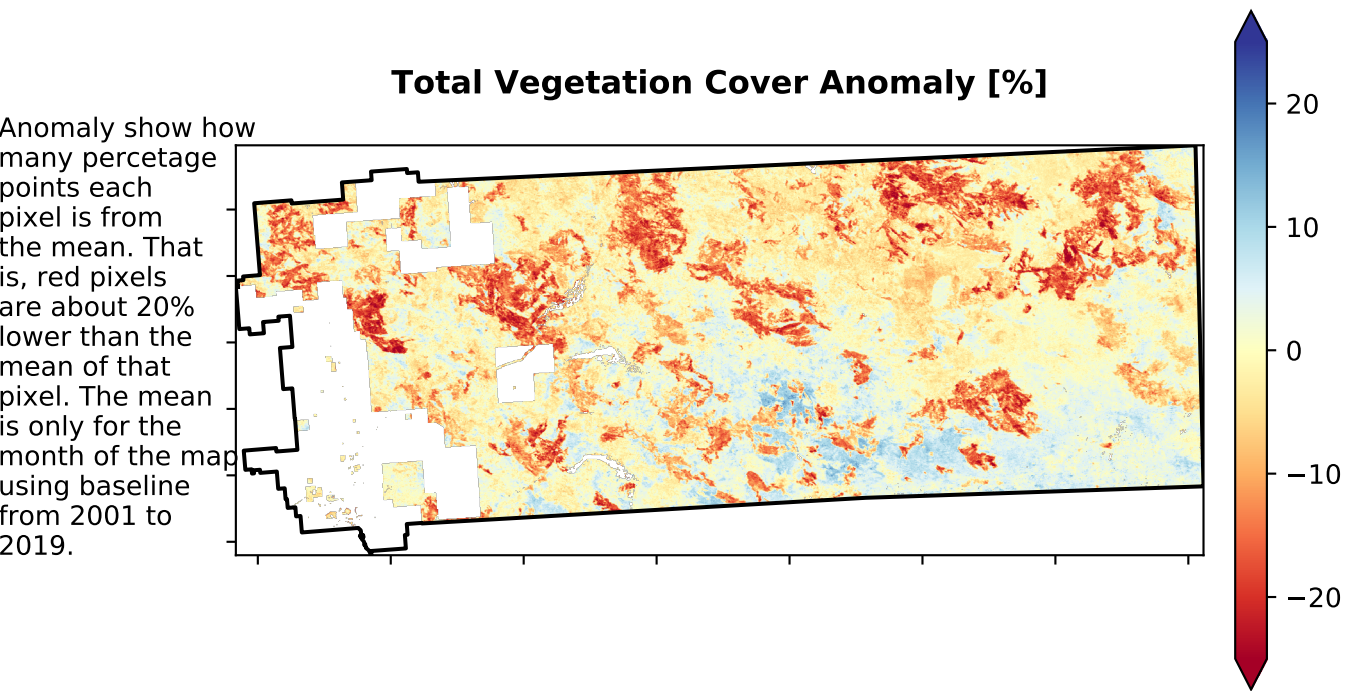 Total Vegetation Cover Anomaly [%]
Anomaly show how
many percetage
points each
pixel is from
the mean. That
is, red pixels
are about 20%
lower than the
mean of that
pixel. The mean
is only for the
month of the map
using baseline
from 2001 to
2019.
20
10
0
−10
−20